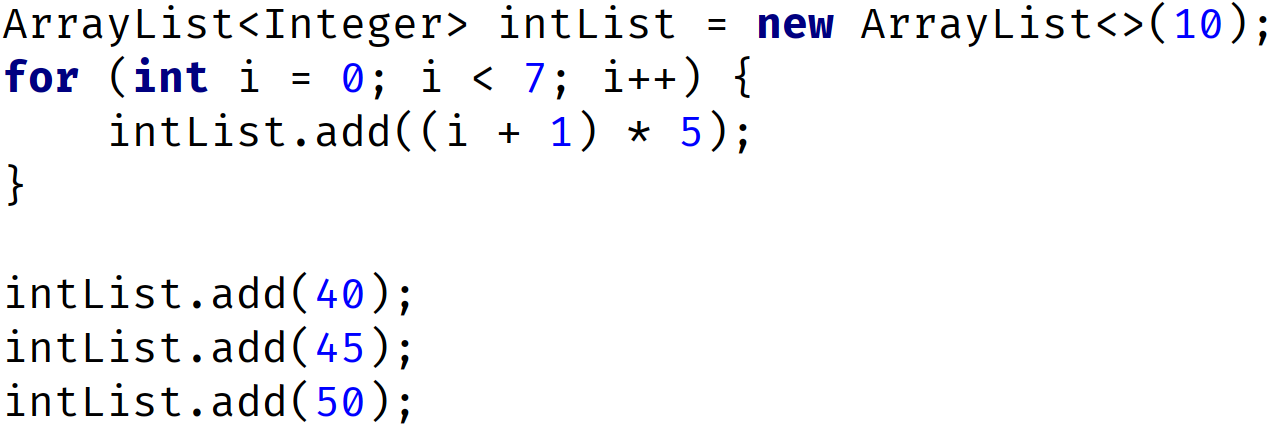 ArrayList<Integer> intList = new ArrayList<>(10);
for (int i = 0; i < 7; i++) {
    intList.add((i + 1) * 5);
}

intList.add(40);
intList.add(45);
intList.add(50);